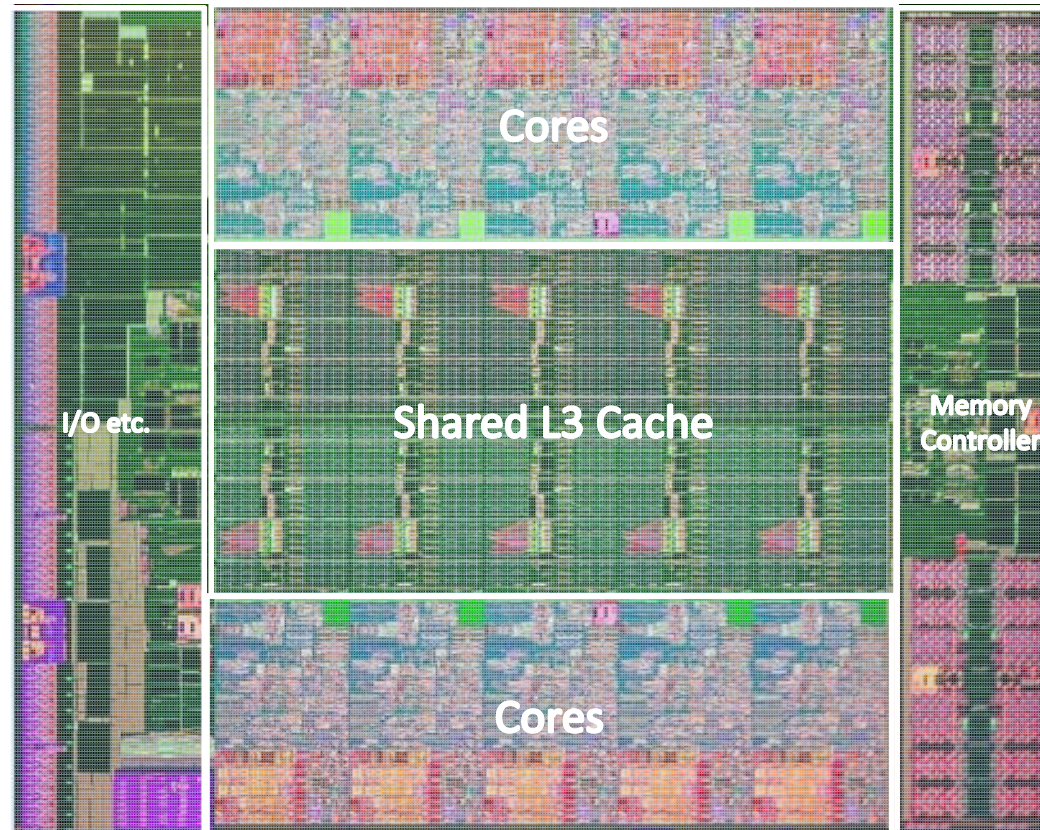 Cores
I/O etc.
Shared L3 Cache
Memory
Controller
Cores